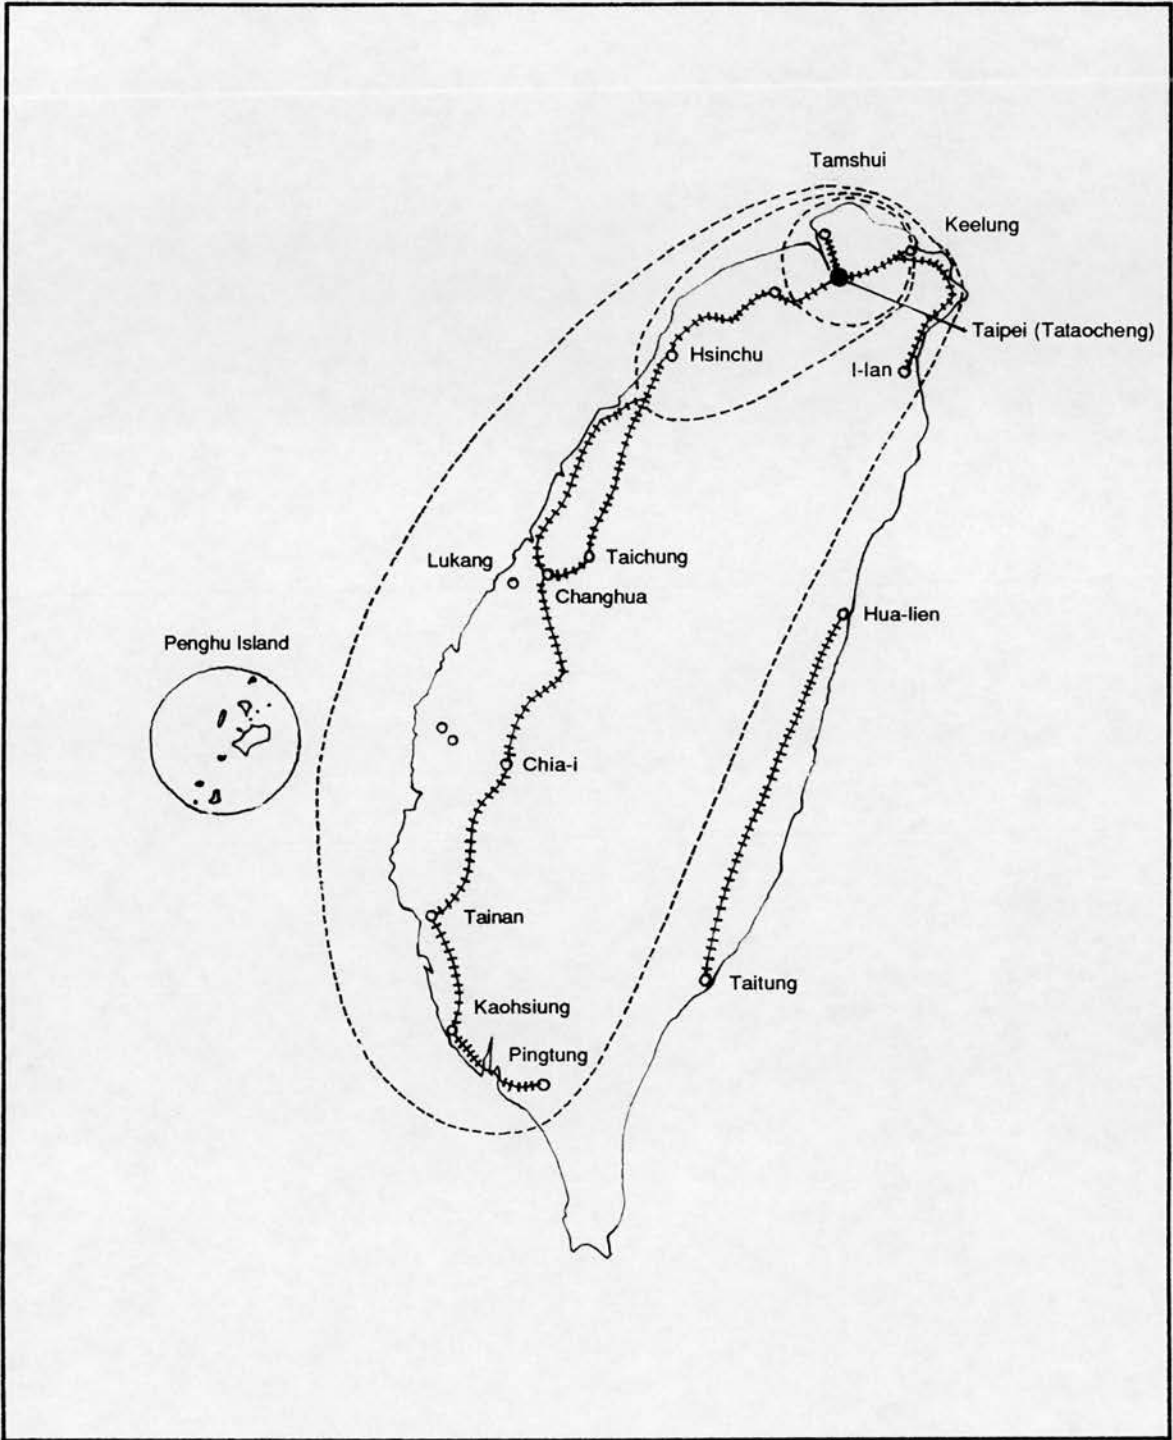 Tamshui
Keelung
Taipei (Tataocheng)
Hsinchu
I-lan
Lukang
Taichung
Changhua
Hua-lien
Penghu Island
Chia-i
Tainan
Taitung
Kaohsiung
Pingtung